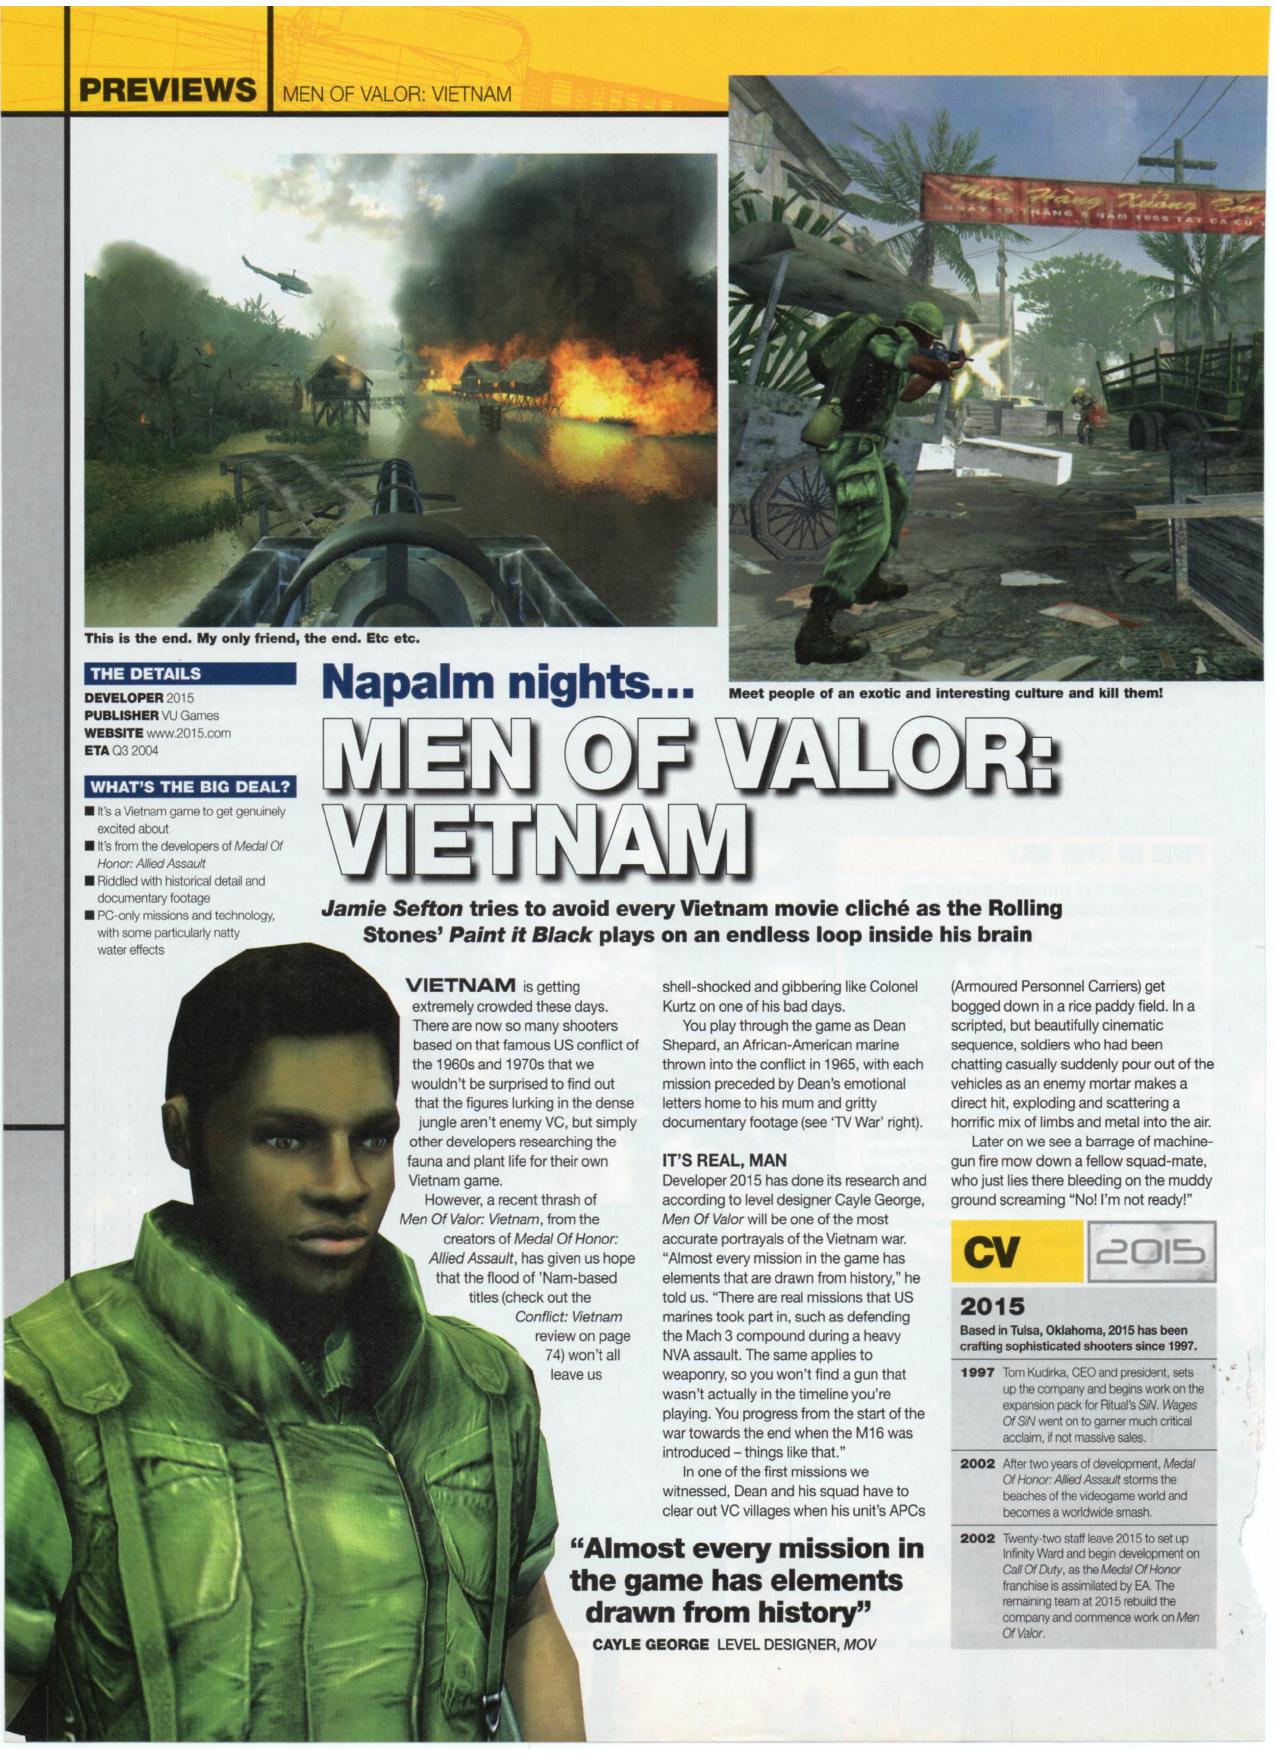 PREVIEWS
MEN OF VALOR: VIETNAM
Nhà Hàng Xuồng
This is the end. My only friend, the end. Etc etc.
Meet people of an exotic and interesting culture and kill them!
THE DETAILS
DEVELOPER 2015
PUBLISHER VU Games
WEBSITE www.2015.com
ETA Q3 2004
WHAT'S THE BIG DEAL?
■ It's a Vietnam game to get genuinely
excited about
■ It's from the developers of Medal Of
Honor: Allied Assault
■ Riddled with historical detail and
documentary footage
■ PC-only missions and technology,
with some particularly natty
water effects
Napalm nights...
MEN OF VALOR:
VIETNAM
Jamie Sefton tries to avoid every Vietnam movie cliché as the Rolling
Stones' Paint it Black plays on an endless loop inside his brain
VIETNAM is getting
extremely crowded these days.
There are now so many shooters
based on that famous US conflict of
the 1960s and 1970s that we
wouldn't be surprised to find out
that the figures lurking in the dense
jungle aren't enemy VC, but simply
other developers researching the
fauna and plant life for their own
Vietnam game.
However, a recent thrash of
Men Of Valor: Vietnam, from the
creators of Medal Of Honor:
Allied Assault, has given us hope
that the flood of 'Nam-based
titles (check out the
Conflict: Vietnam
review on page
74) won't all
leave us
shell-shocked and gibbering like Colonel
Kurtz on one of his bad days.
You play through the game as Dean
Shepard, an African-American marine
thrown into the conflict in 1965, with each
mission preceded by Dean's emotional
letters home to his mum and gritty
documentary footage (see 'TV War' right).
IT'S REAL, MAN
Developer 2015 has done its research and
according to level designer Cayle George,
Men Of Valor will be one of the most
accurate portrayals of the Vietnam war.
“Almost every mission in the game has
elements that are drawn from history,” he
told us. “There are real missions that US
marines took part in, such as defending
the Mach 3 compound during a heavy
NVA assault. The same applies to
weaponry, so you won't find a gun that
wasn't actually in the timeline you're
playing. You progress from the start of the
war towards the end when the M16 was
introduced – things like that.”
In one of the first missions we
witnessed, Dean and his squad have to
clear out VC villages when his unit's APCs
“Almost every mission in
the game has elements
drawn from history”
CAYLE GEORGE LEVEL DESIGNER, MOV
(Armoured Personnel Carriers) get
bogged down in a rice paddy field. In a
scripted, but beautifully cinematic
sequence, soldiers who had been
chatting casually suddenly pour out of the
vehicles as an enemy mortar makes a
direct hit, exploding and scattering a
horrific mix of limbs and metal into the air.
Later on we see a barrage of machine-
gun fire mow down a fellow squad-mate,
who just lies there bleeding on the muddy
ground screaming “No! I'm not ready!”
CV
2015
2015
Based in Tulsa, Oklahoma, 2015 has been
crafting sophisticated shooters since 1997.
1997 Tom Kudirka, CEO and president, sets
up the company and begins work on the
expansion pack for Ritual's SiN. Wages
Of SiN went on to garner much critical
acclaim, if not massive sales.
2002 After two years of development, Medal
Of Honor: Allied Assault storms the
beaches of the videogame world and
becomes a worldwide smash.
2002 Twenty-two staff leave 2015 to set up
Infinity Ward and begin development on
Call Of Duty, as the Medal Of Honor
franchise is assimilated by EA. The
remaining team at 2015 rebuild the
company and commence work on Men
Of Valor.